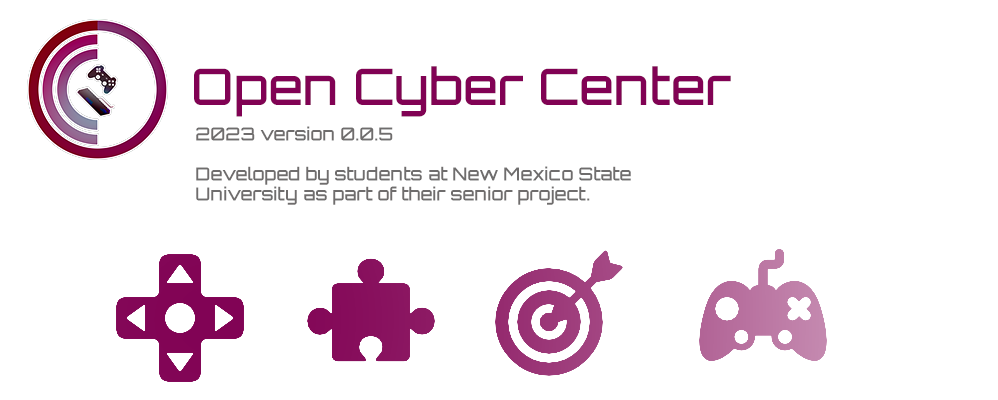 Open Cyber Center
2023 version 0.0.5
Developed by students at New Mexico State
University as part of their senior project.